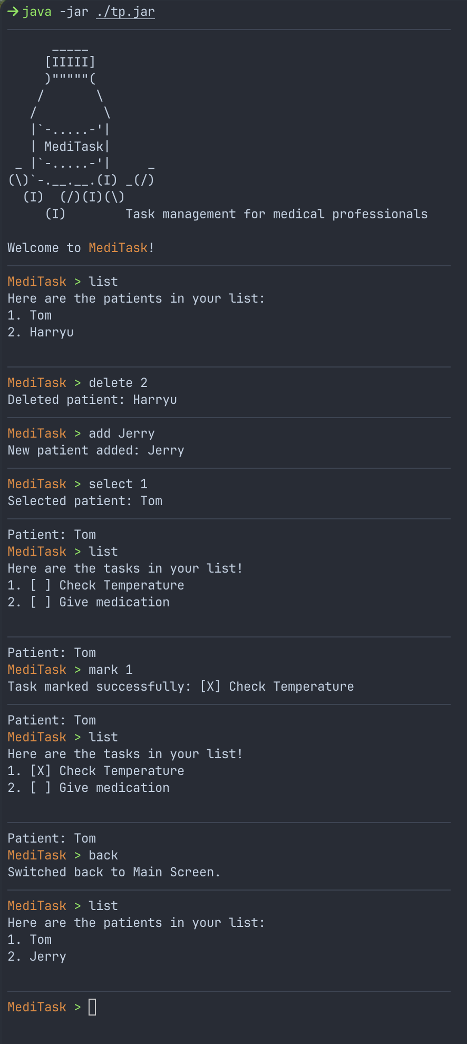 → java -jar ./tp.jar
      _____
     [IIIII]
     )"""""(
    /       \
   /         \
   |`-.....-'|
   | MediTask|
 _ |`-.....-'|     _
(\)`-.__.__.(I) _(/)
  (I)  (/)(I)(\)
     (I)        Task management for medical professionals
Welcome to MediTask!
MediTask > list
Here are the patients in your list:
1. Tom
2. Harryu
MediTask > delete 2
Deleted patient: Harryu
MediTask > add Jerry
New patient added: Jerry
MediTask > select 1
Selected patient: Tom
Patient: Tom
MediTask > list
Here are the tasks in your list!
1. [ ] Check Temperature
2. [ ] Give medication
Patient: Tom
MediTask > mark 1
Task marked successfully: [X] Check Temperature
Patient: Tom
MediTask > list
Here are the tasks in your list!
1. [X] Check Temperature
2. [ ] Give medication
Patient: Tom
MediTask > back
Switched back to Main Screen.
MediTask > list
Here are the patients in your list:
1. Tom
2. Jerry
MediTask >